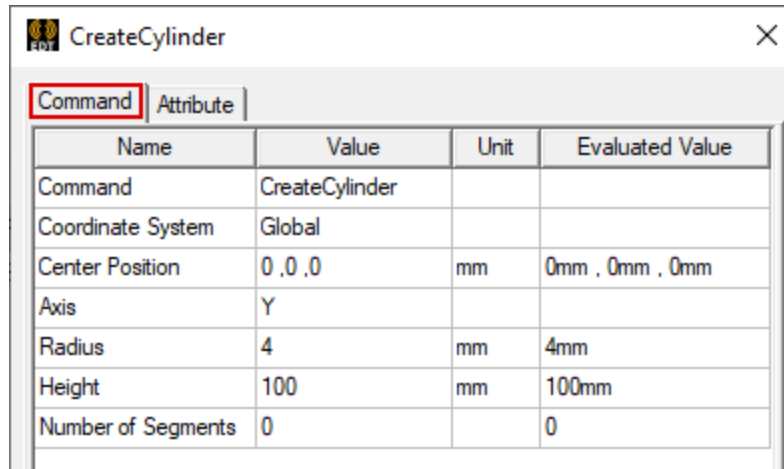 EDT CreateCylinder
Command Attribute
Name Value Unit Evaluated Value
Command CreateCylinder
Coordinate System Global
Center Position 0 ,0 ,0 mm 0mm , 0mm , 0mm
Axis Y
Radius 4 mm 4mm
Height 100 mm 100mm
Number of Segments 0 0